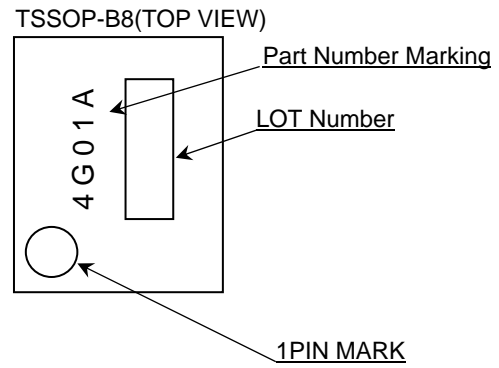 TSSOP-B8(TOP VIEW)
Part Number Marking
4G01A
LOT Number
1PIN MARK